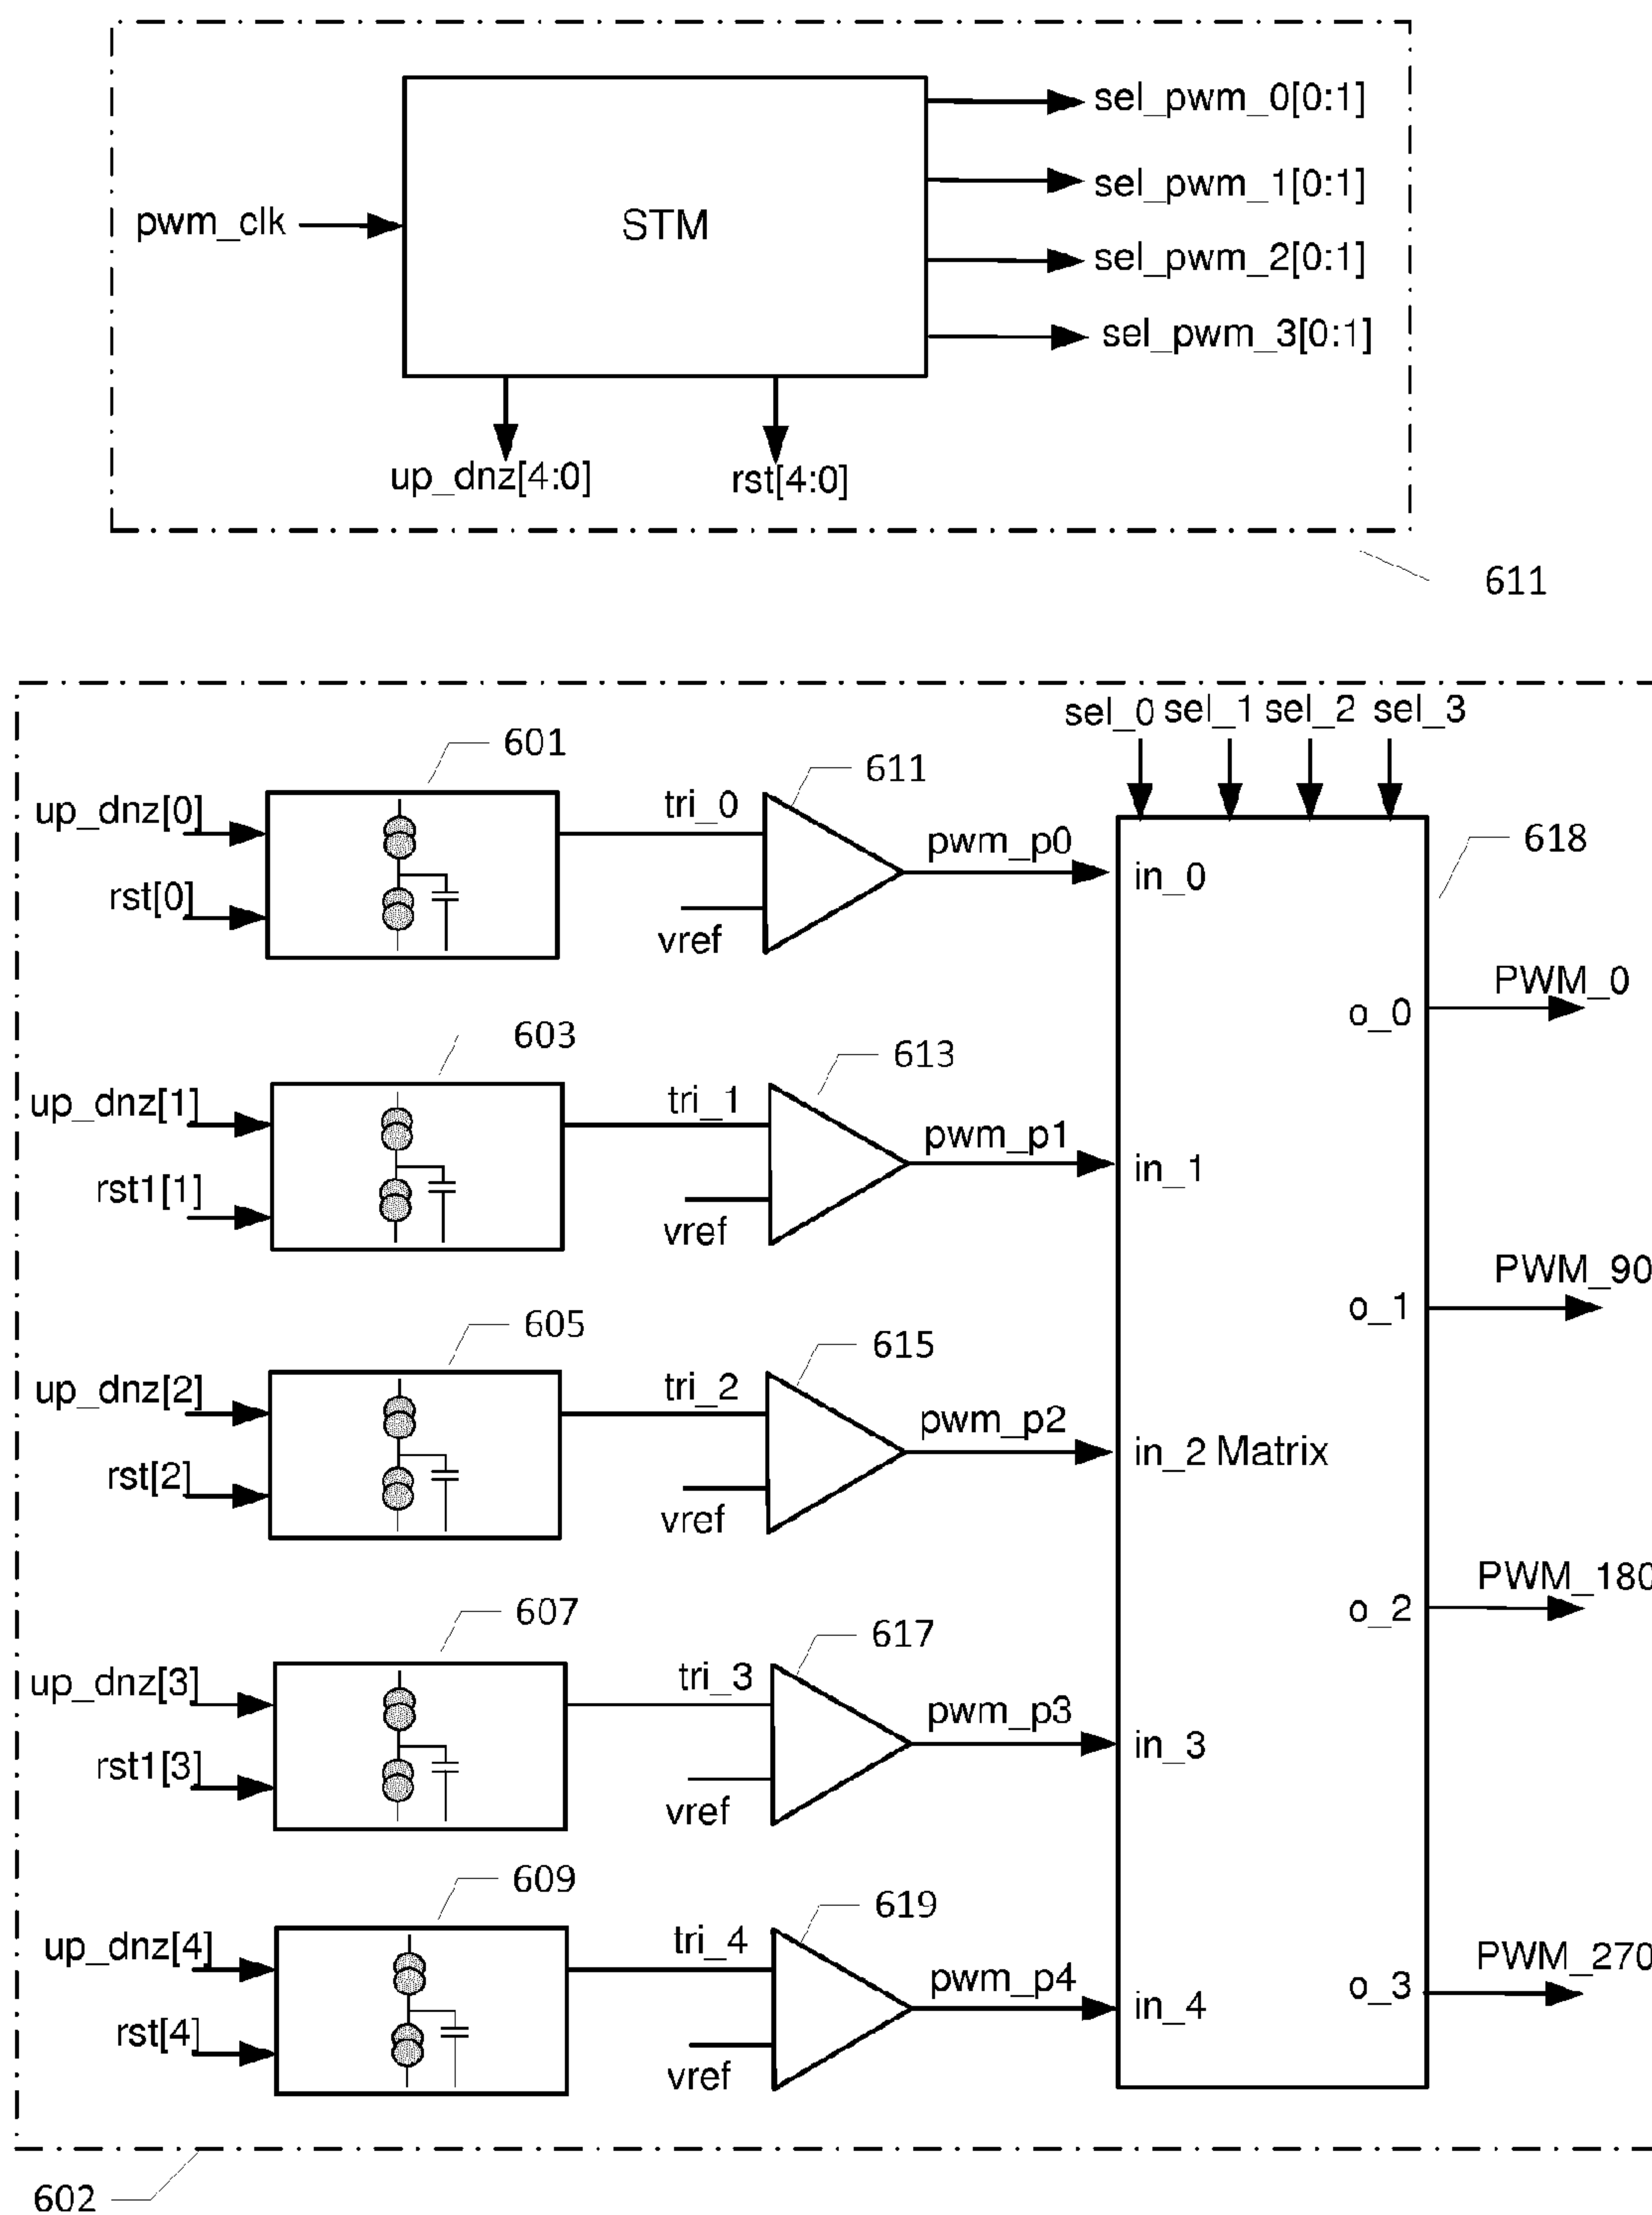 sel_pwm_0[0:1]
sel_pwm_1[0:1]
pwm_clk
STM
sel_pwm_2[0:1]
sel_pwm_3[0:1]
up_dnz[4:0]
rst[4:0]
611
sel_0 sel_1 sel_2 sel_3
601
611
up_dnz[0]
tri_0
pwm_p0
618
rst[0]
in_0
vref
PWM_0
o_0
603
613
up_dnz[1]
tri_1
pwm_p1
rst1[1]
in_1
vref
PWM_90
o_1
605
615
up_dnz[2]
tri_2
pwm_p2
rst[2]
in_2 Matrix
vref
PWM_180
o_2
607
617
up_dnz[3]
tri_3
pwm_p3
rst1[3]
in_3
vref
609
619
up_dnz[4]
tri_4
PWM_270
pwm_p4
o_3
rst[4]
in_4
vref
602